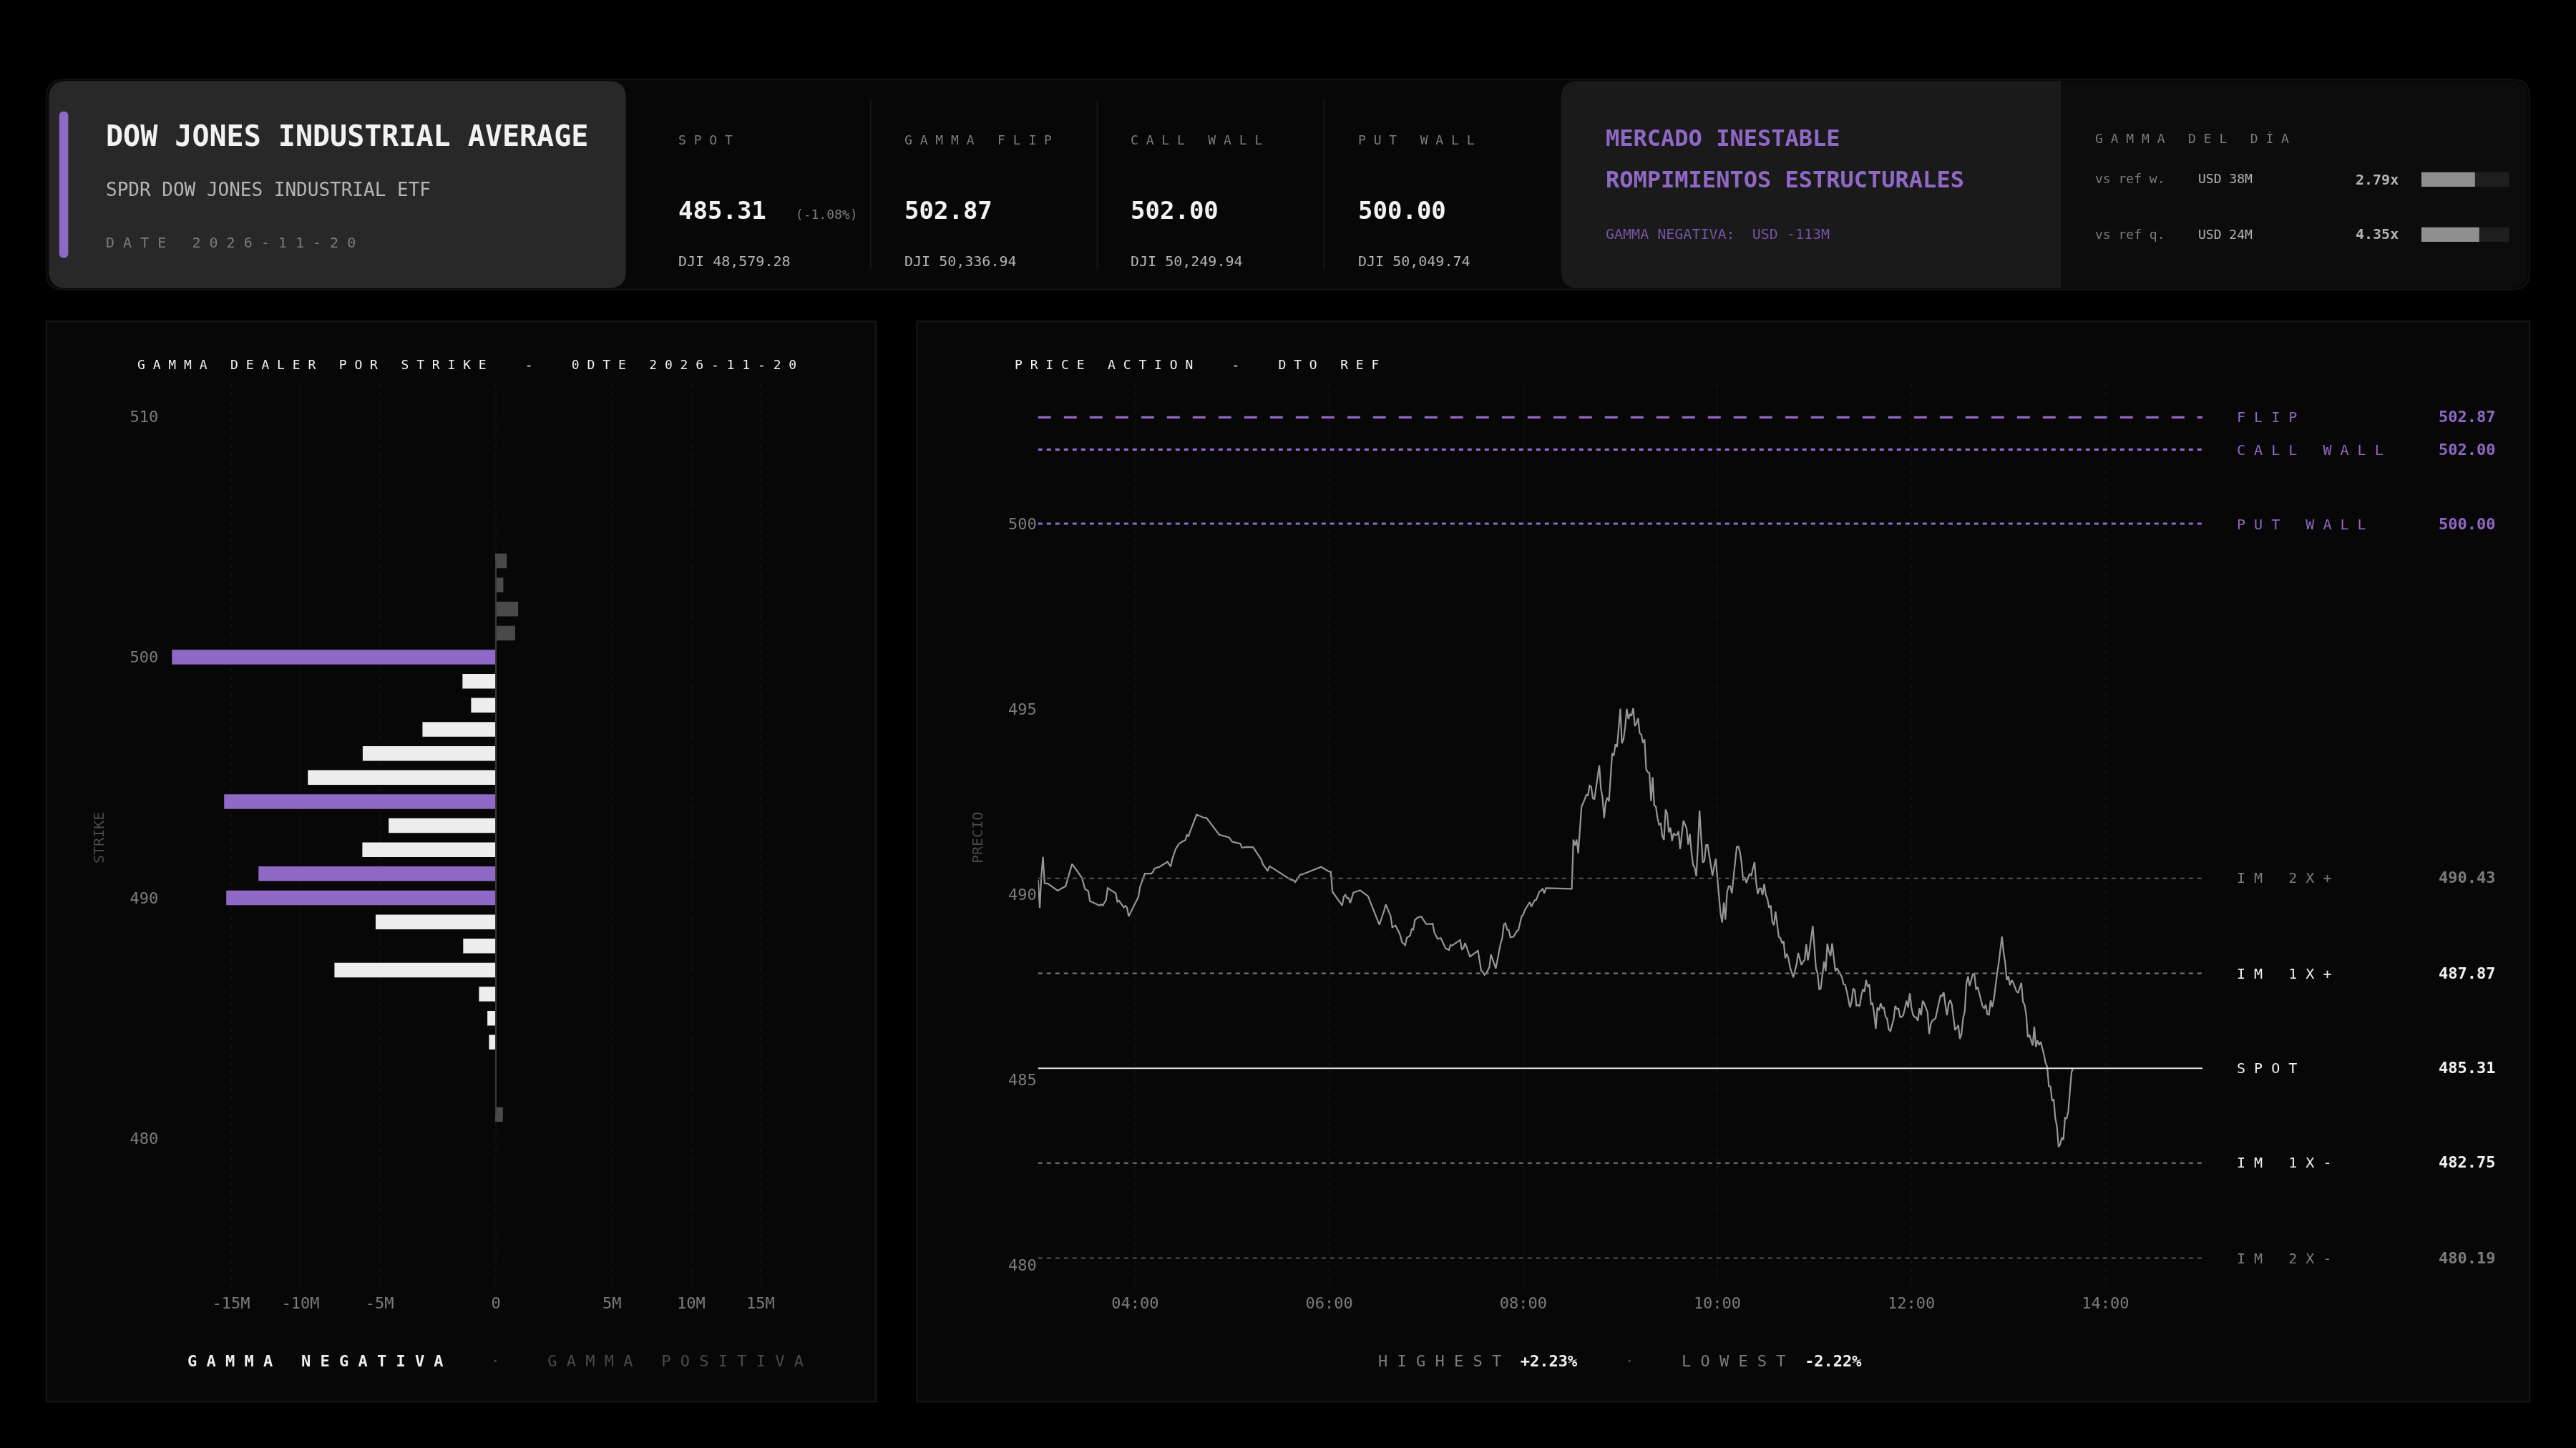 DOW JONES INDUSTRIAL AVERAGE
SPDR DOW JONES INDUSTRIAL ETF
DATE 2026-11-20
SPOT
485.31 (-1.08%)
DJI 48,579.28
GAMMA FLIP
502.87
DJI 50,336.94
CALL WALL
502.00
DJI 50,249.94
PUT WALL
500.00
DJI 50,049.74
MERCADO INESTABLE
ROMPIMIENTOS ESTRUCTURALES
GAMMA NEGATIVA: USD -113M
GAMMA DEL DÍA
vs ref w. USD 38M 2.79x
vs ref q. USD 24M 4.35x
GAMMA DEALER POR STRIKE - 0DTE 2026-11-20
510
500
490
480
STRIKE
-15M -10M -5M 0 5M 10M 15M
GAMMA NEGATIVA · GAMMA POSITIVA
PRICE ACTION - DTO REF
500
495
490
485
480
PRECIO
FLIP 502.87
CALL WALL 502.00
PUT WALL 500.00
IM 2X+ 490.43
IM 1X+ 487.87
SPOT 485.31
IM 1X- 482.75
IM 2X- 480.19
04:00 06:00 08:00 10:00 12:00 14:00
HIGHEST +2.23% · LOWEST -2.22%